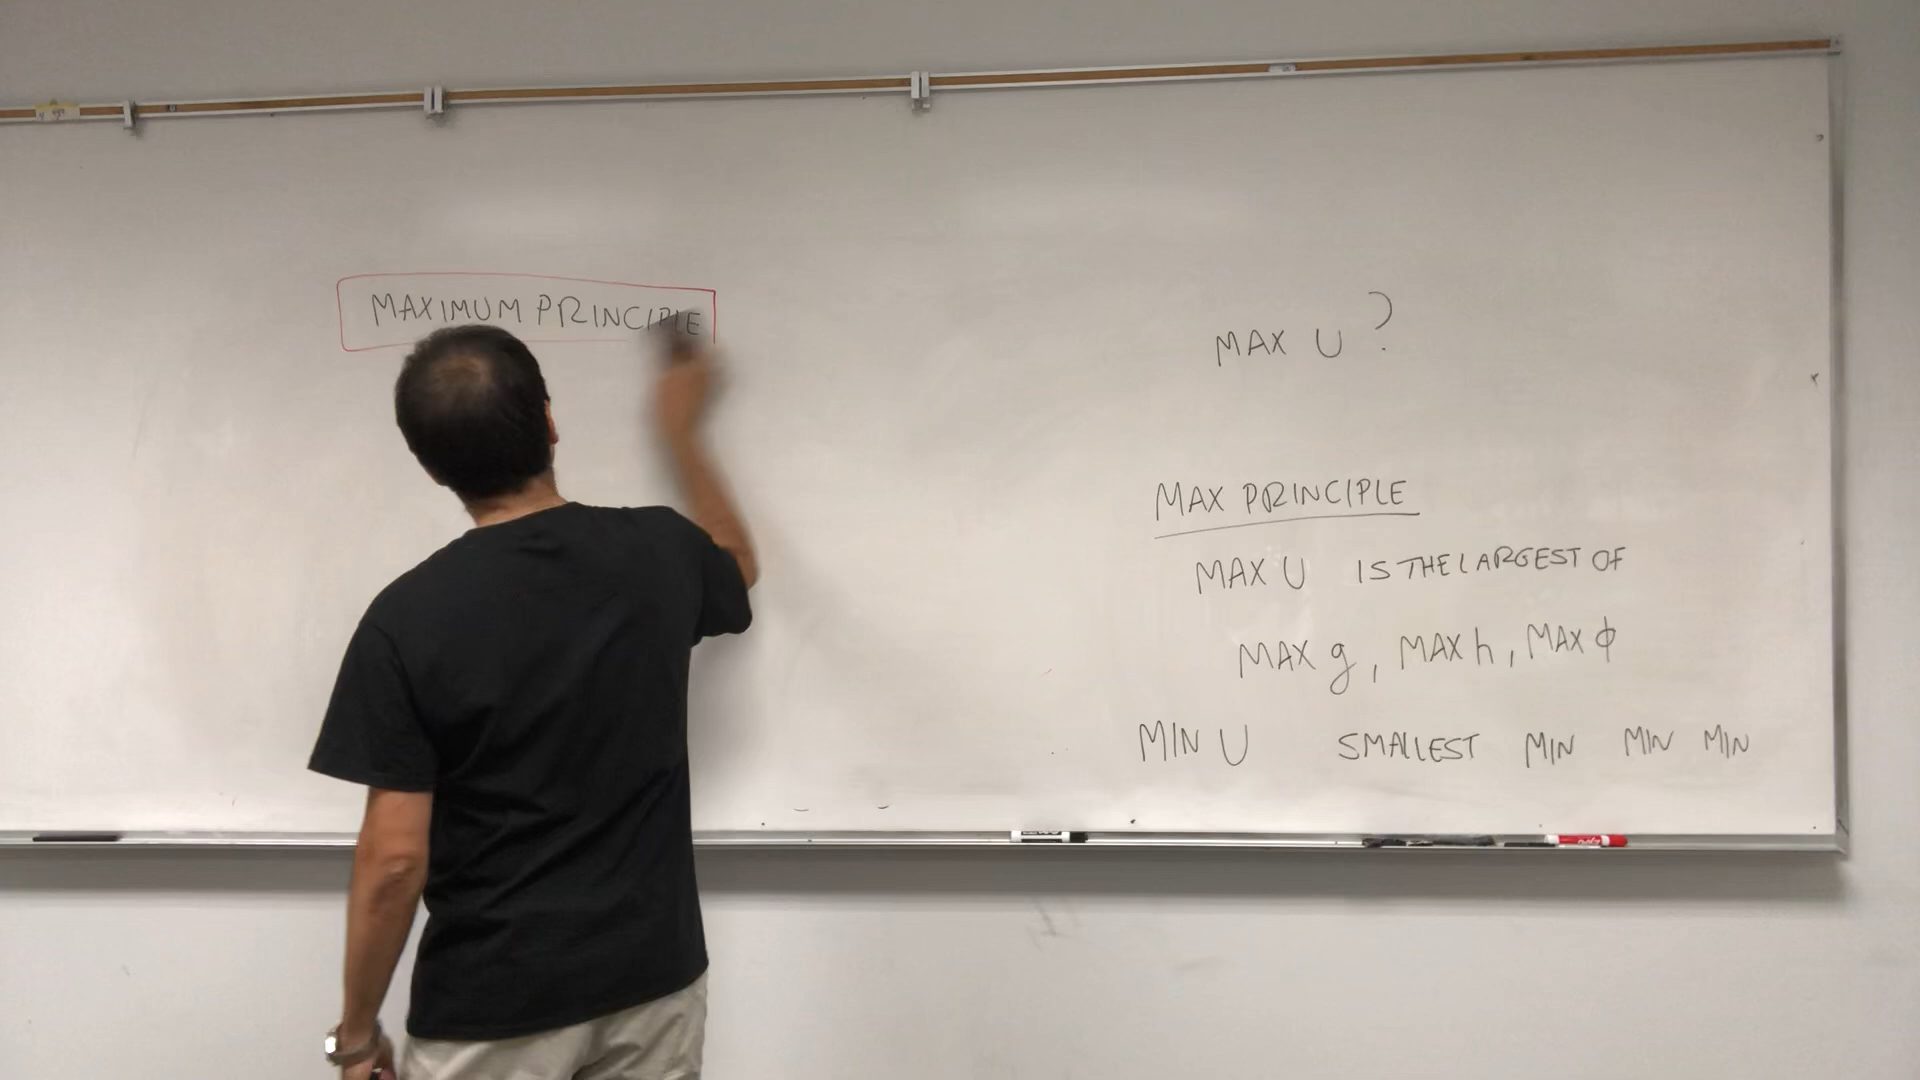 MAXIMUM PRINCIPLE
MAX U ?
MAX PRINCIPLE
MAX U IS THE LARGEST OF
MAX g, MAX h, MAX ϕ
MIN U SMALLEST MIN MIN MIN